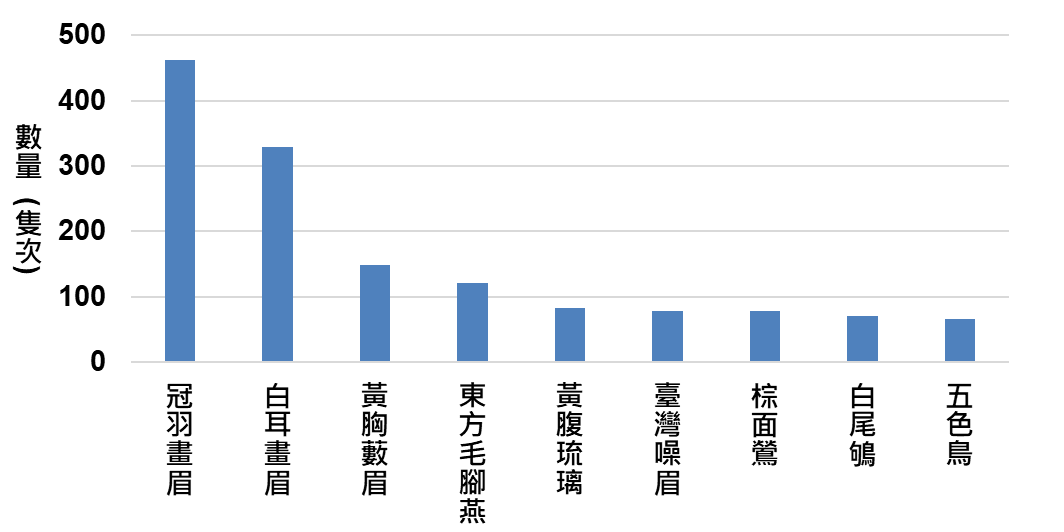 500
400
300
200
100
0
數量(隻次)
冠羽畫眉
白耳畫眉
黃胸藪眉
東方毛腳燕
黃腹琉璃
臺灣噪眉
棕面鶯
白尾鴝
五色鳥